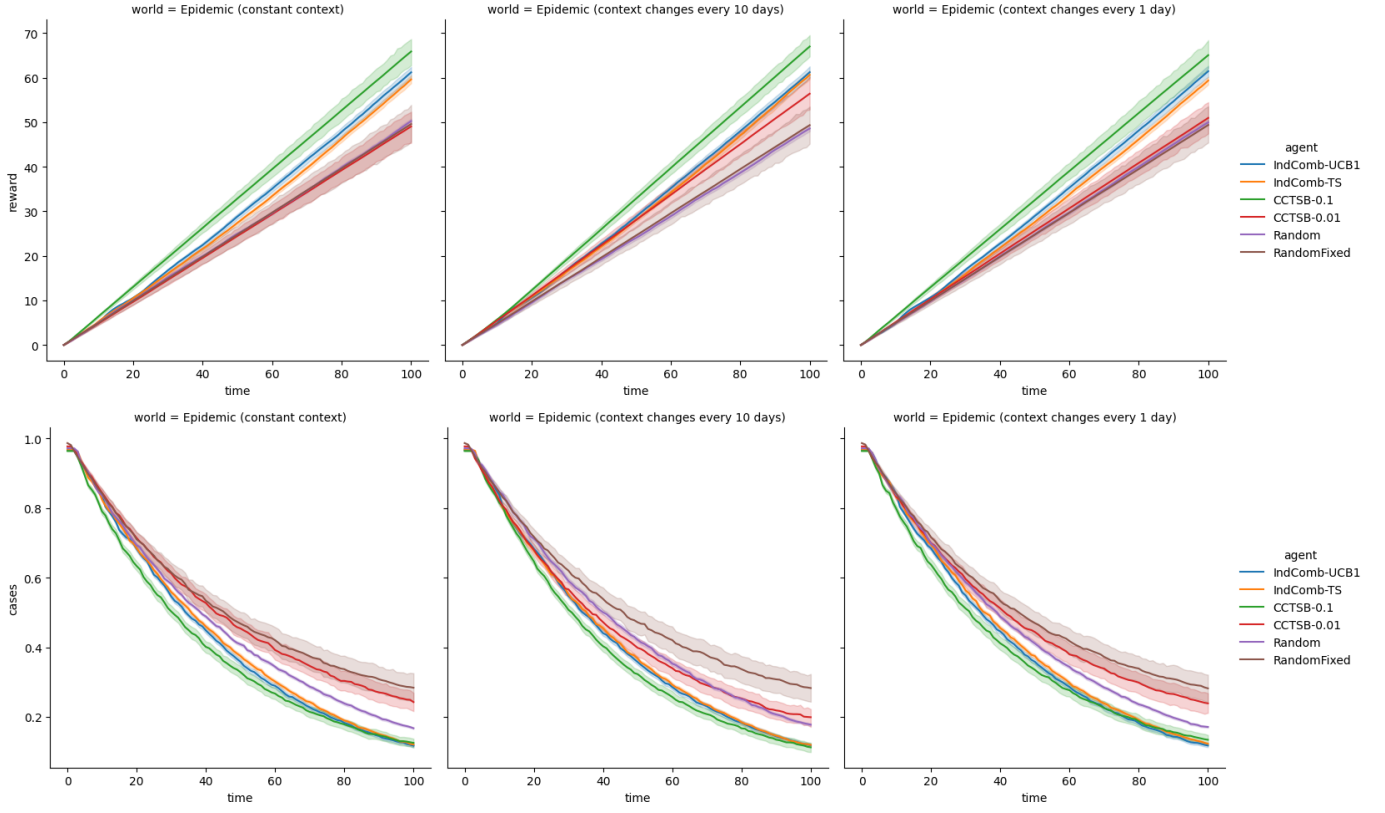 world = Epidemic (constant context)
world = Epidemic (context changes every 10 days)
world = Epidemic (context changes every 1 day)
reward
70
60
50
40
30
20
10
0
0 20 40 60 80 100
0 20 40 60 80 100
0 20 40 60 80 100
time
time
time
agent
IndComb-UCB1
IndComb-TS
CCTSB-0.1
CCTSB-0.01
Random
RandomFixed
world = Epidemic (constant context)
world = Epidemic (context changes every 10 days)
world = Epidemic (context changes every 1 day)
cases
1.0
0.8
0.6
0.4
0.2
0 20 40 60 80 100
0 20 40 60 80 100
0 20 40 60 80 100
time
time
time
agent
IndComb-UCB1
IndComb-TS
CCTSB-0.1
CCTSB-0.01
Random
RandomFixed